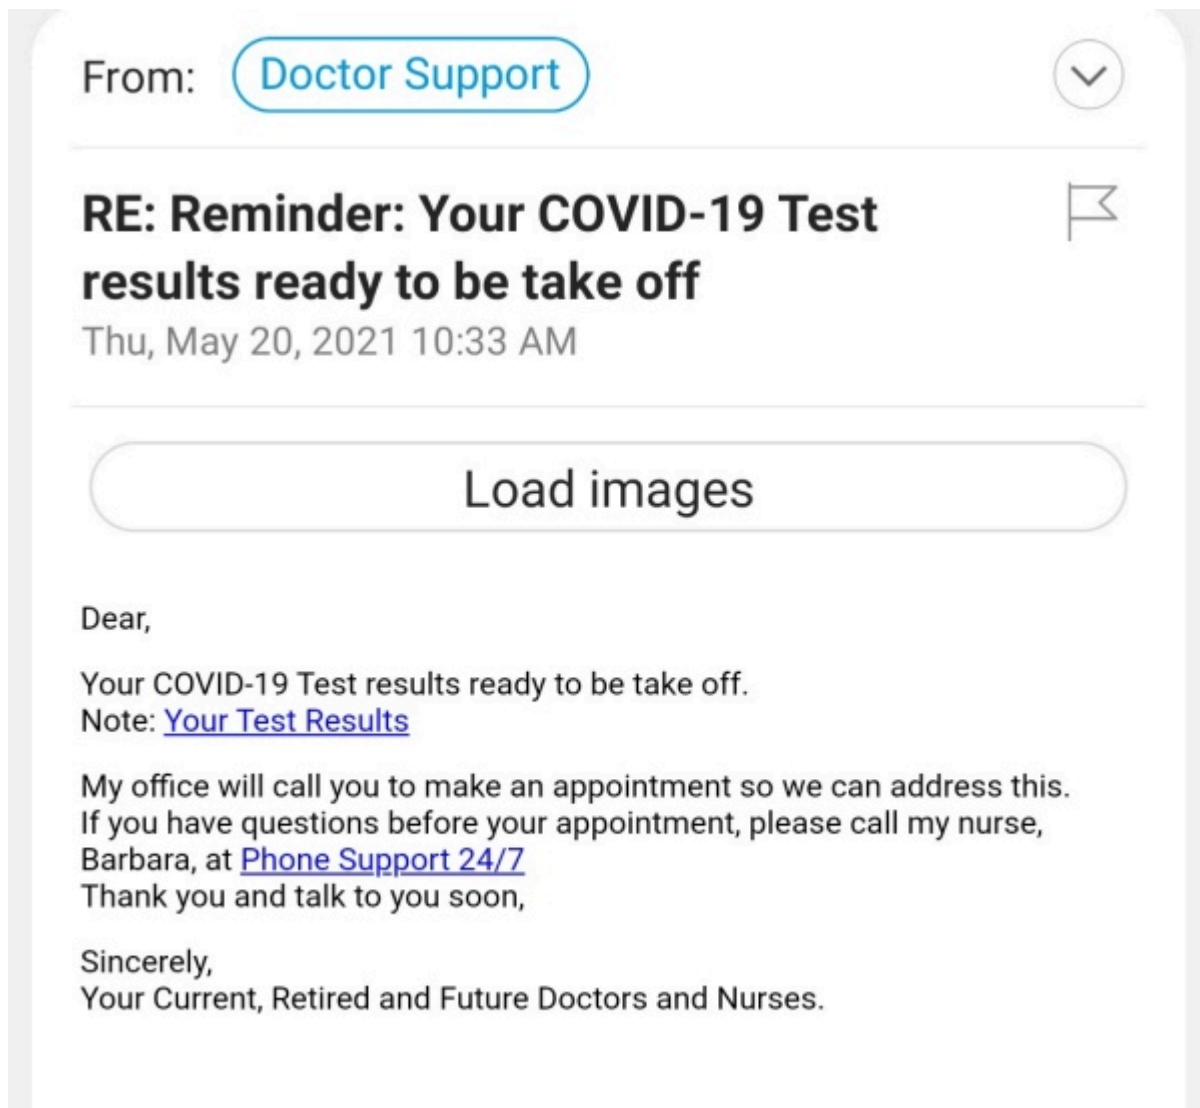 From: Doctor Support
RE: Reminder: Your COVID-19 Test
results ready to be take off
Thu, May 20, 2021 10:33 AM
Load images
Dear,
Your COVID-19 Test results ready to be take off.
Note: Your Test Results
My office will call you to make an appointment so we can address this.
If you have questions before your appointment, please call my nurse,
Barbara, at Phone Support 24/7
Thank you and talk to you soon,
Sincerely,
Your Current, Retired and Future Doctors and Nurses.